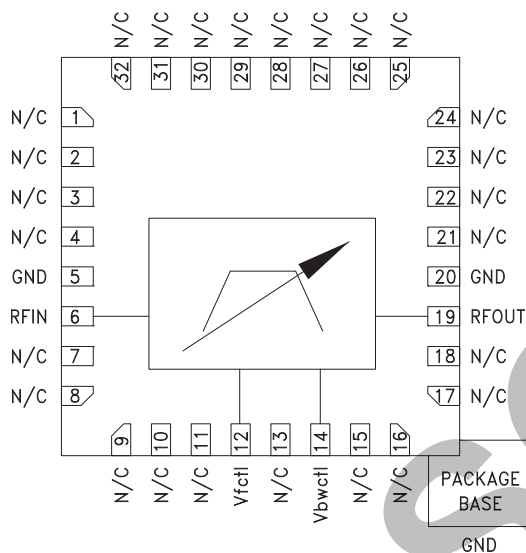 N/C N/C N/C N/C N/C N/C N/C N/C
32 31 30 29 28 27 26 25
N/C 1
N/C 2
N/C 3
N/C 4
GND 5
RFIN 6
N/C 7
N/C 8
24 N/C
23 N/C
22 N/C
21 N/C
20 GND
19 RFOUT
18 N/C
17 N/C
9 10 11 12 13 14 15 16
N/C N/C N/C Vfctl N/C Vbwctl N/C N/C
PACKAGE
BASE
GND